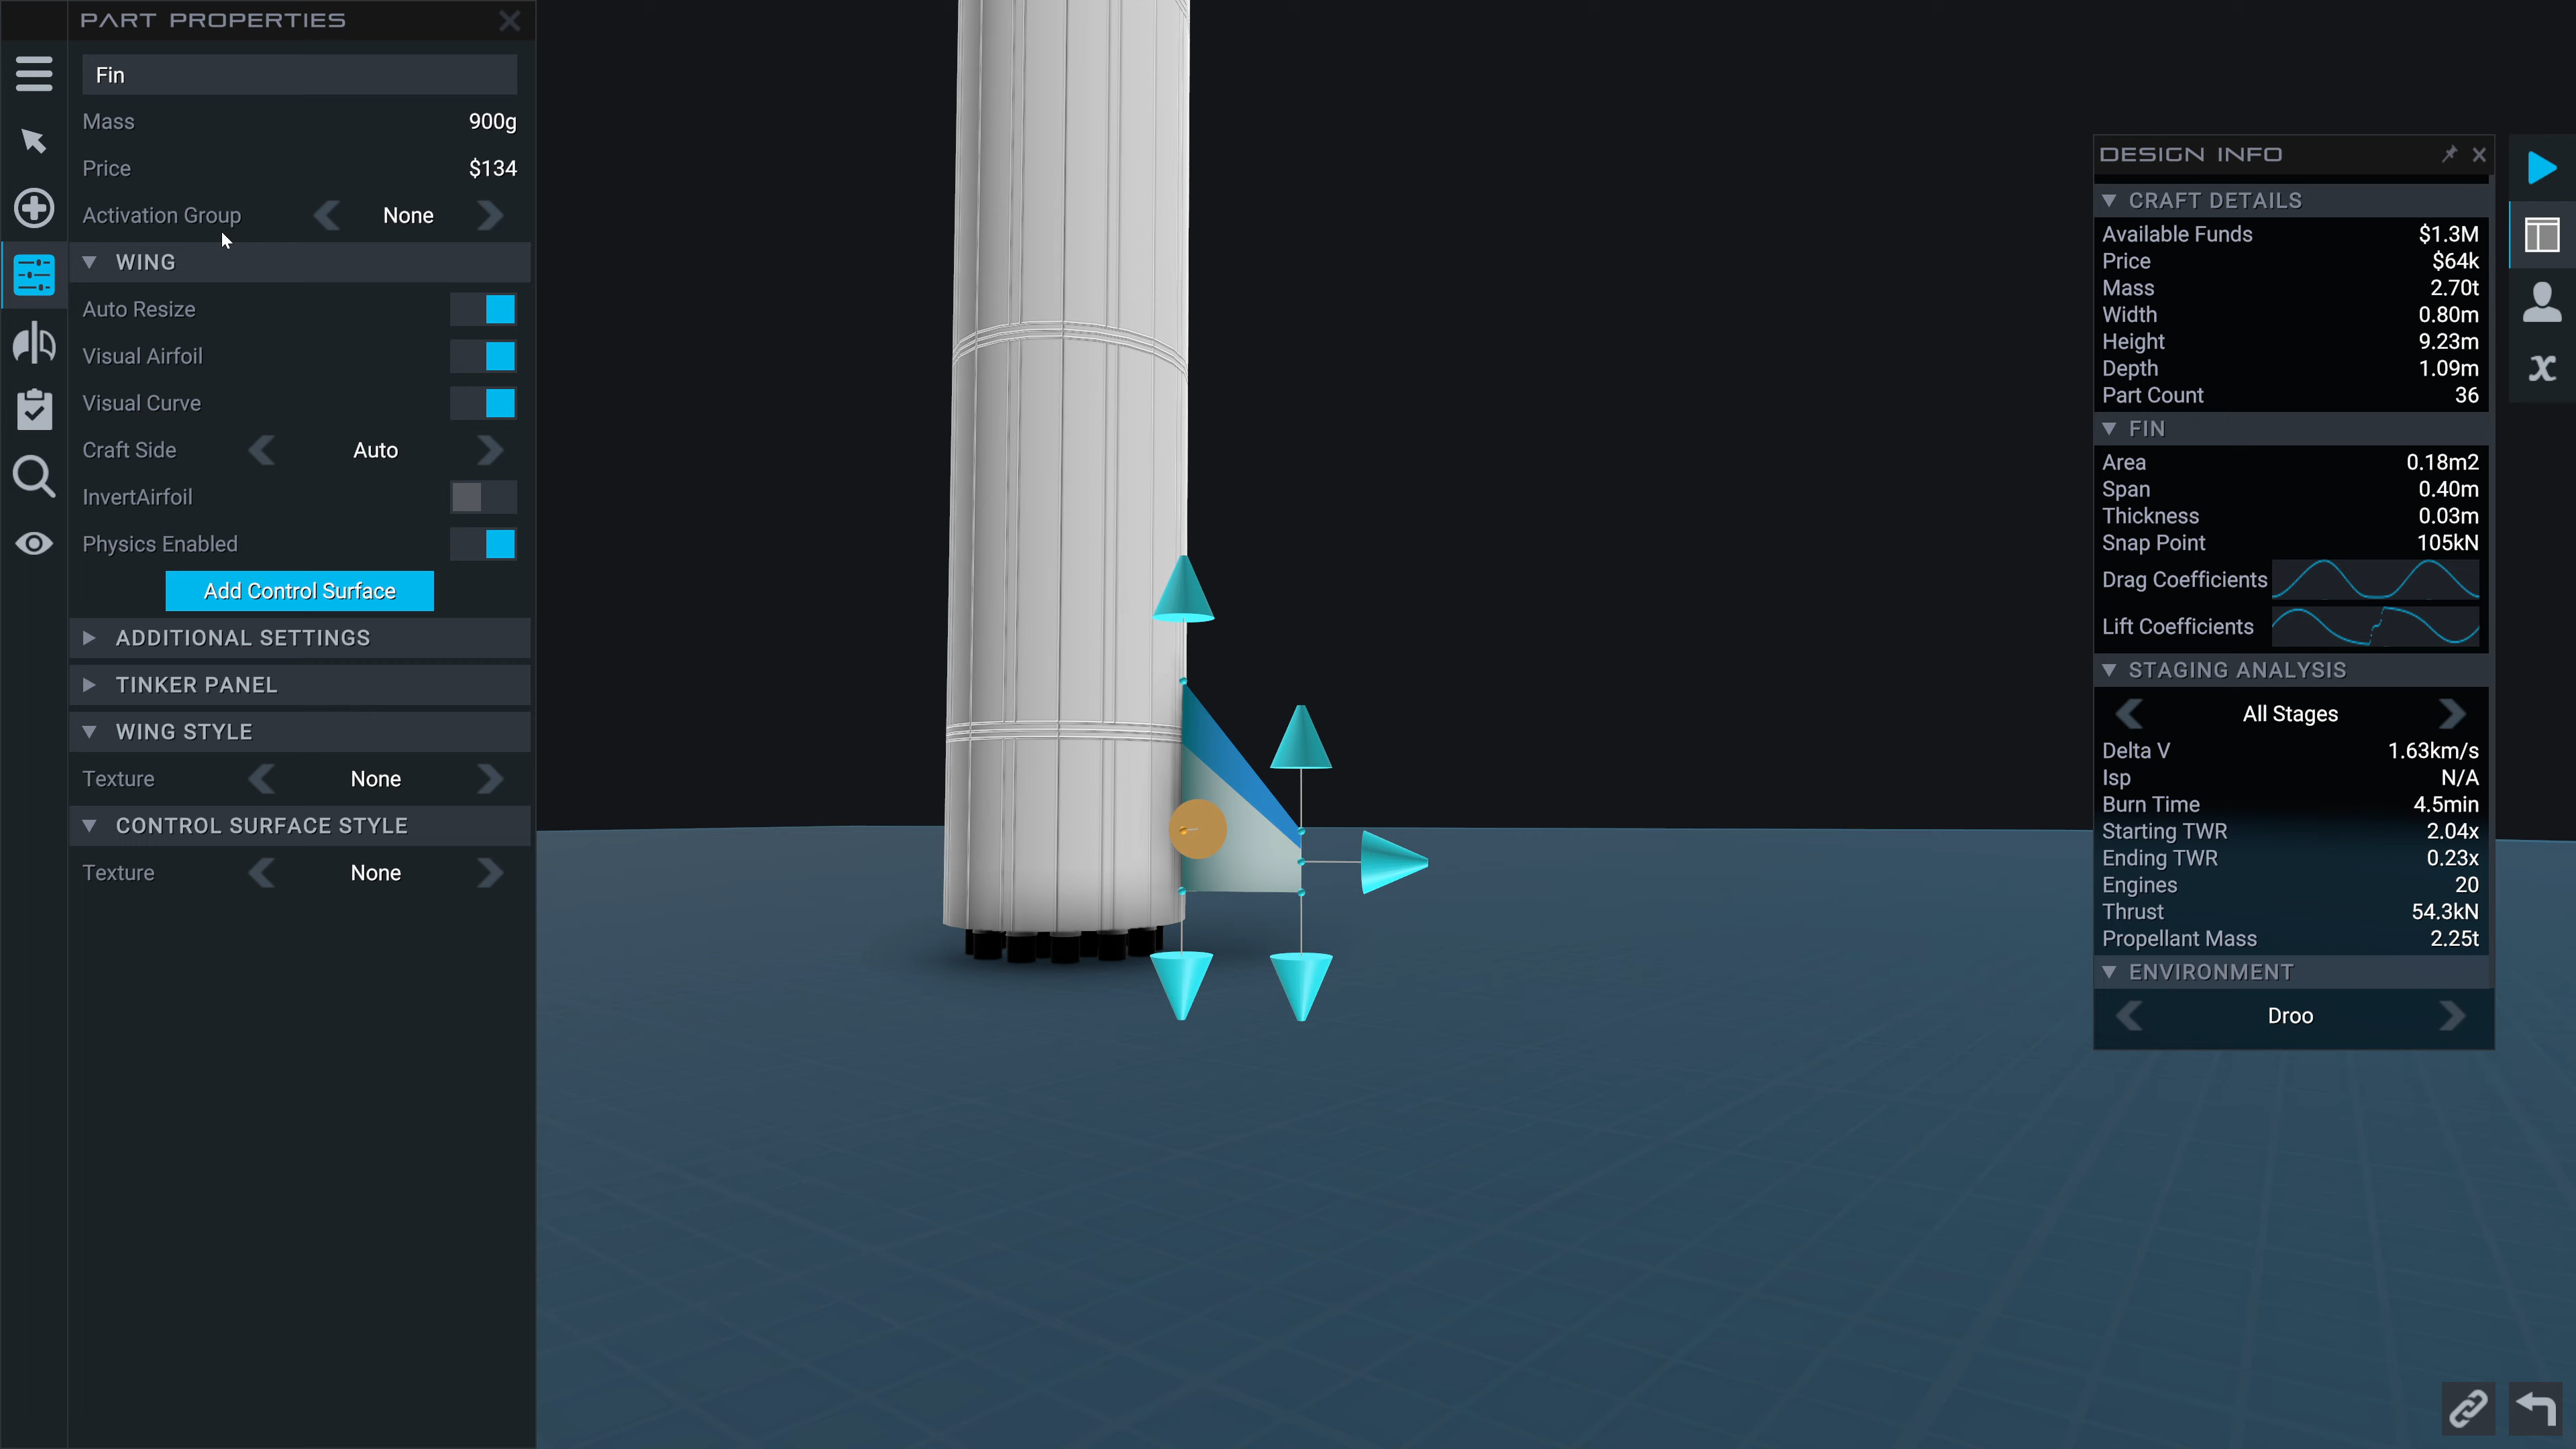 PART PROPERTIES
Fin
Mass 900g
Price $134
Activation Group None
WING
Auto Resize
Visual Airfoil
Visual Curve
Craft Side Auto
InvertAirfoil
Physics Enabled
Add Control Surface
ADDITIONAL SETTINGS
TINKER PANEL
WING STYLE
Texture None
CONTROL SURFACE STYLE
Texture None
DESIGN INFO
CRAFT DETAILS
Available Funds $1.3M
Price $64k
Mass 2.70t
Width 0.80m
Height 9.23m
Depth 1.09m
Part Count 36
FIN
Area 0.18m2
Span 0.40m
Thickness 0.03m
Snap Point 105kN
Drag Coefficients
Lift Coefficients
STAGING ANALYSIS
All Stages
Delta V 1.63km/s
Isp N/A
Burn Time 4.5min
Starting TWR 2.04x
Ending TWR 0.23x
Engines 20
Thrust 54.3kN
Propellant Mass 2.25t
ENVIRONMENT
Droo
x